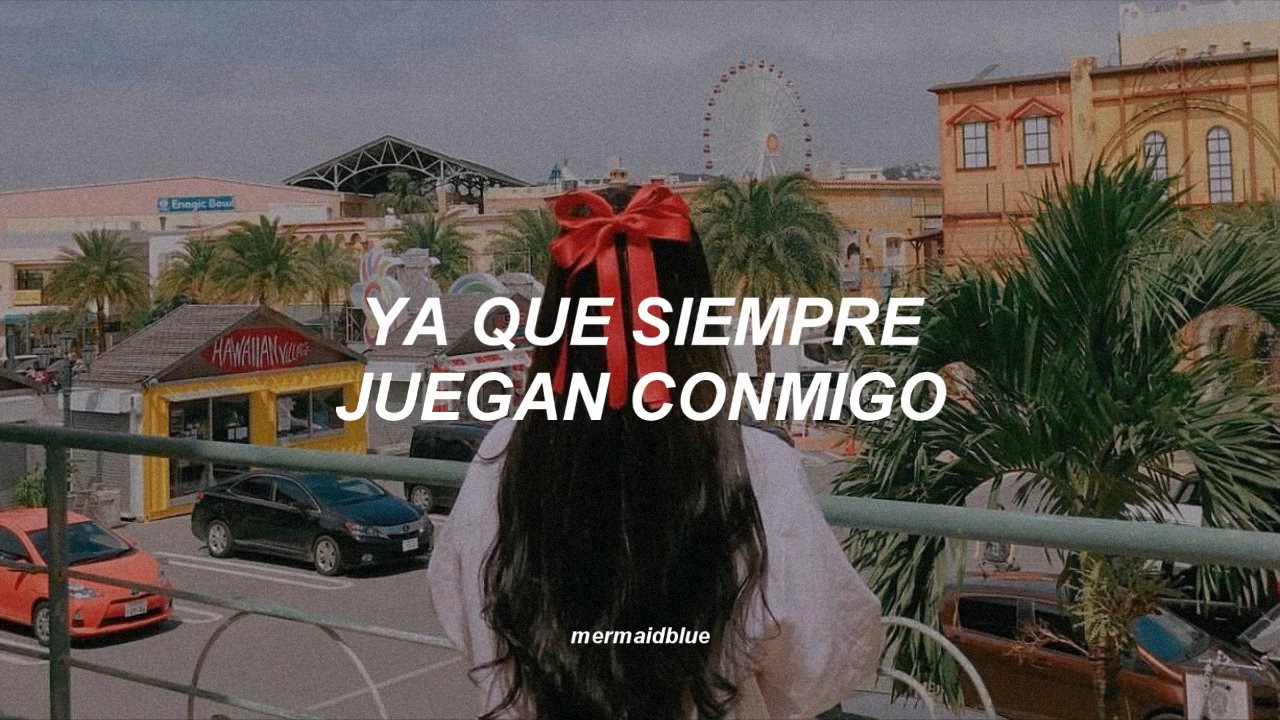 Enagic Bowl
HAWAIIAN VILLAGE
YA QUE SIEMPRE
JUEGAN CONMIGO
mermaidblue